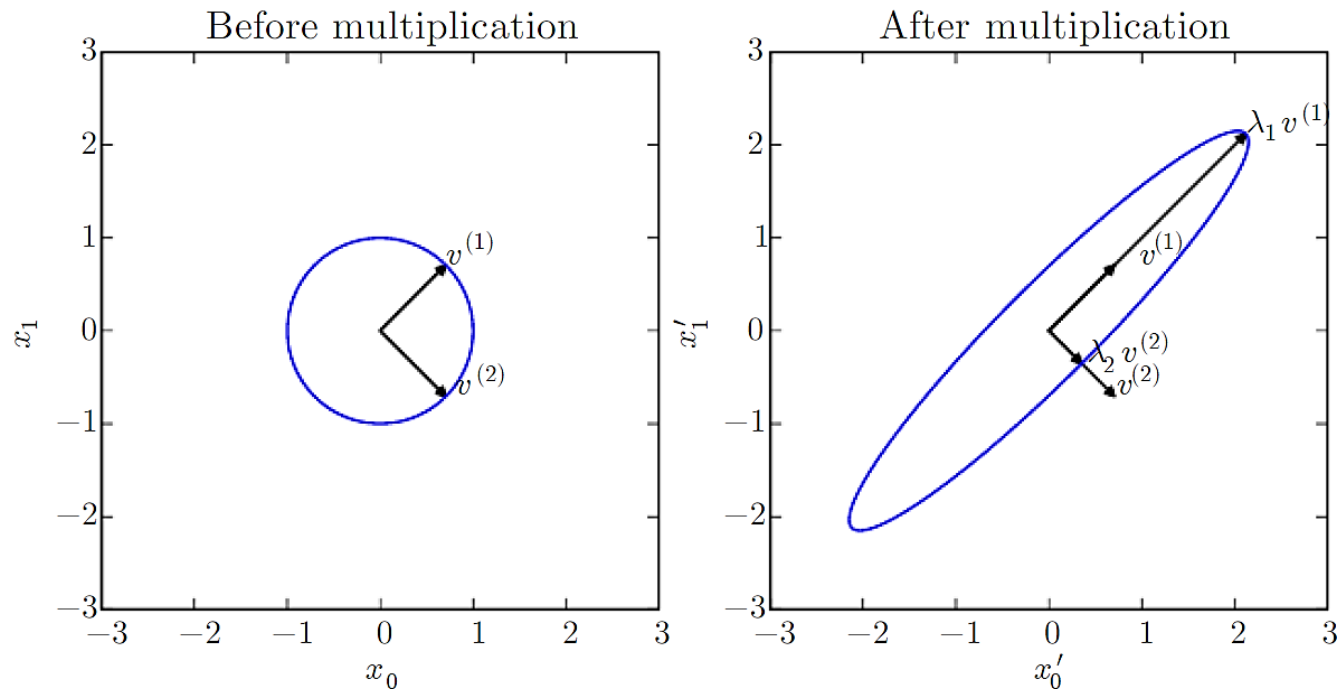 Before multiplication
3
2
1
0
−1
−2
−3
x₁
v⁽¹⁾
v⁽²⁾
−3 −2 −1 0 1 2 3
x₀
After multiplication
3
2
1
0
−1
−2
−3
x′₁
λ₁ v⁽¹⁾
v⁽¹⁾
λ₂ v⁽²⁾
v⁽²⁾
−3 −2 −1 0 1 2 3
x′₀